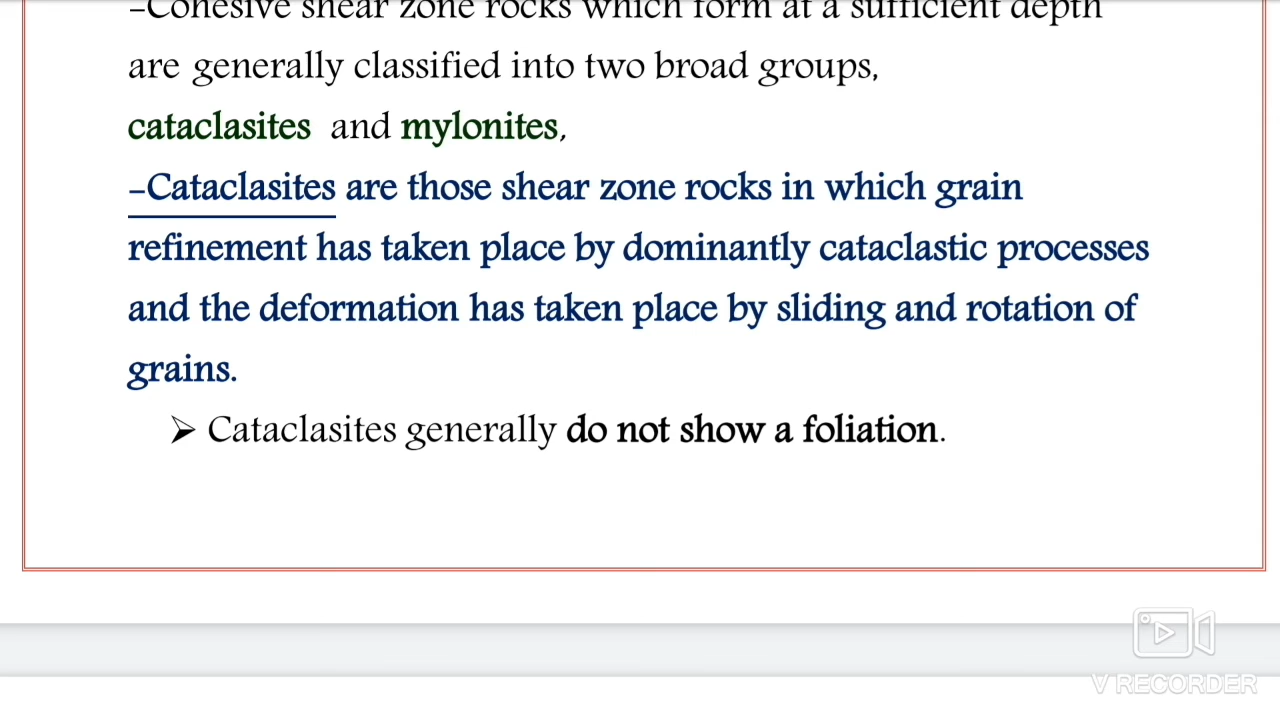 -Cohesive shear zone rocks which form at a sufficient depth
are generally classified into two broad groups,
cataclasites and mylonites,
-Cataclasites are those shear zone rocks in which grain
refinement has taken place by dominantly cataclastic processes
and the deformation has taken place by sliding and rotation of
grains.
➢ Cataclasites generally do not show a foliation.
V RECORDER